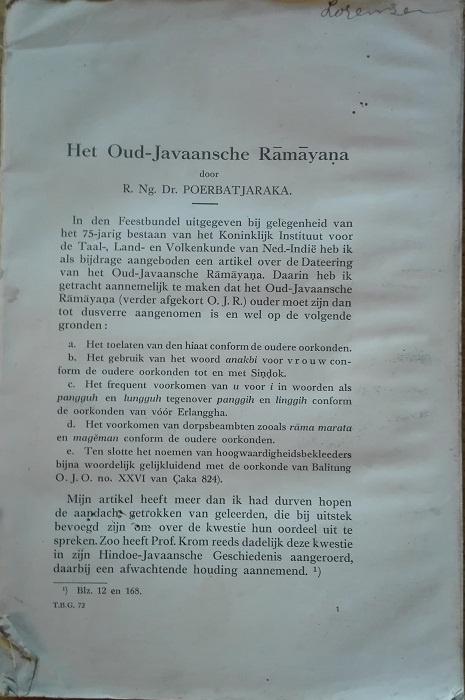 Lorensen
Het Oud-Javaansche Rāmāyaṇa
door
R. Ng. Dr. POERBATJARAKA.
In den Feestbundel uitgegeven bij gelegenheid van
het 75-jarig bestaan van het Koninklijk Instituut voor
de Taal-, Land- en Volkenkunde van Ned.-Indië heb ik
als bijdrage aangeboden een artikel over de Dateering
van het Oud-Javaansche Rāmāyaṇa. Daarin heb ik
getracht aannemelijk te maken dat het Oud-Javaansche
Rāmāyaṇa (verder afgekort O. J. R.) ouder moet zijn dan
tot dusverre aangenomen is en wel op de volgende
gronden:
a. Het toelaten van den hiaat conform de oudere oorkonden.
b. Het gebruik van het woord anakbi voor vrouw con-
form de oudere oorkonden tot en met Siṇḍok.
c. Het frequent voorkomen van u voor i in woorden als
pangguh en lungguh tegenover panggih en linggih conform
de oorkonden van vóór Erlanggha.
d. Het voorkomen van dorpsbeambten zooals rāma marata
en magĕman conform de oudere oorkonden.
e. Ten slotte het noemen van hoogwaardigheidsbekleeders
bijna woordelijk gelijkluidend met de oorkonde van Balitung
O. J. O. no. XXVI van Çaka 824).
Mijn artikel heeft meer dan ik had durven hopen
de aandacht getrokken van geleerden, die bij uitstek
bevoegd zijn om over de kwestie hun oordeel uit te
spreken. Zoo heeft Prof. Krom reeds dadelijk deze kwestie
in zijn Hindoe-Javaansche Geschiedenis aangeroerd,
daarbij een afwachtende houding aannemend. ¹)
¹) Blz. 12 en 168.
T.B.G. 72
1